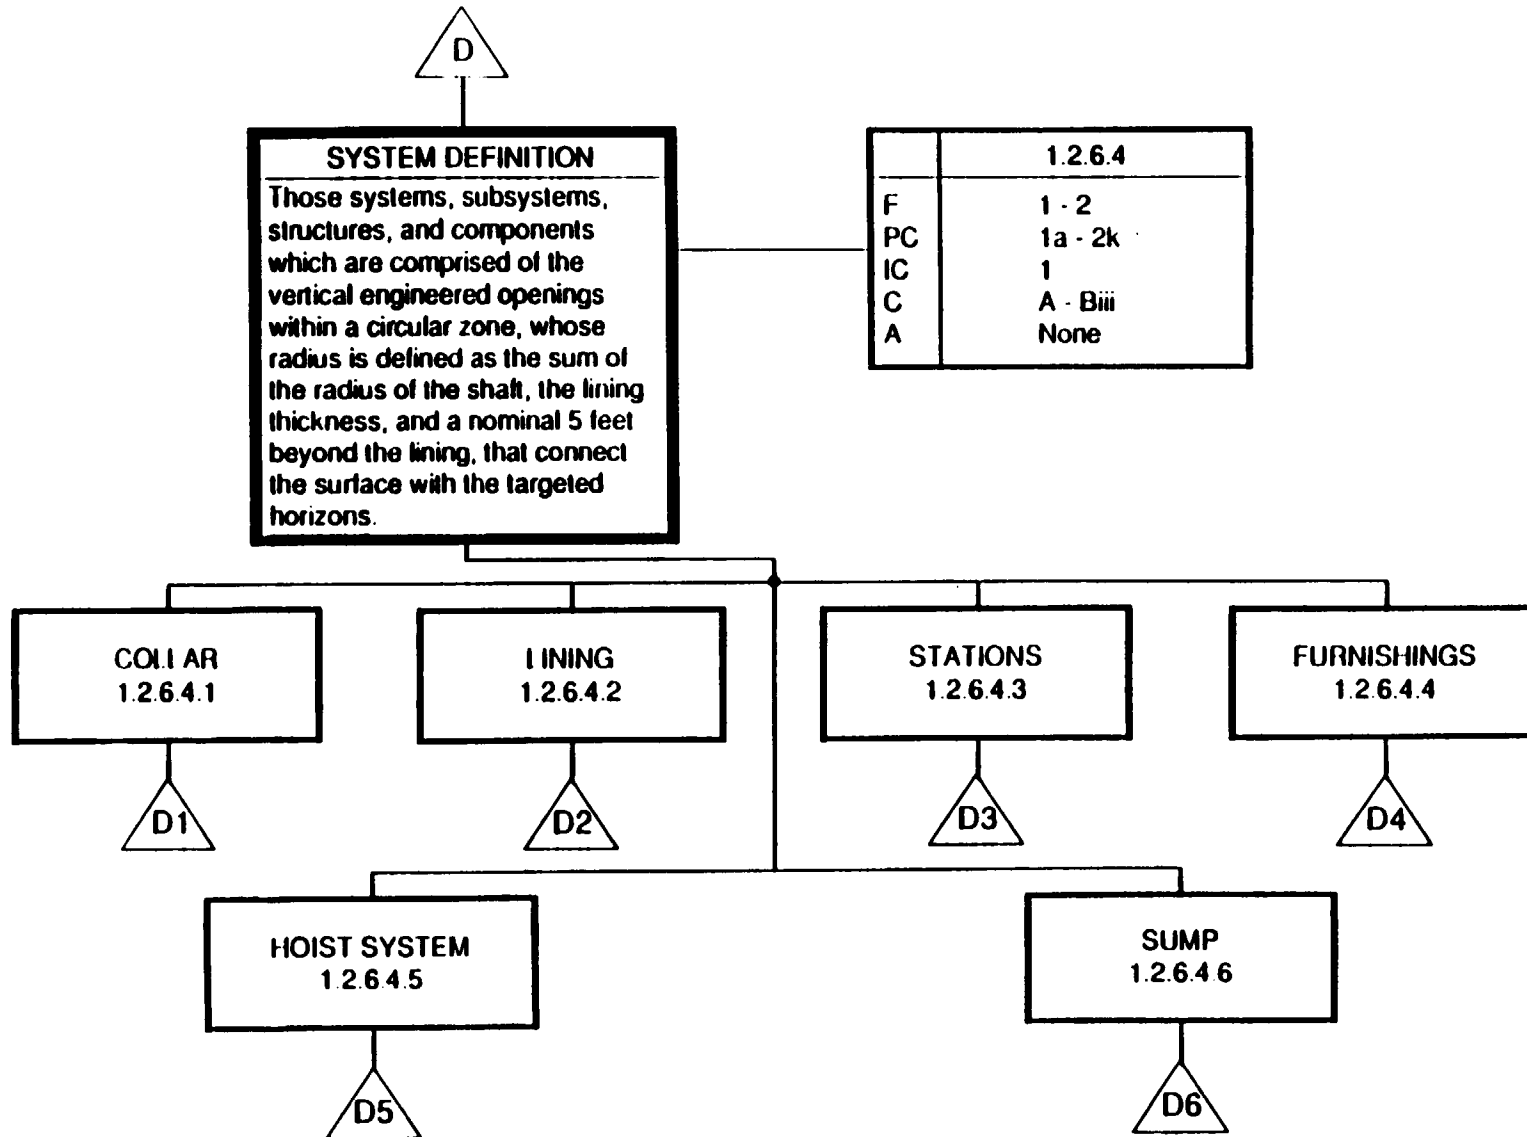 D
SYSTEM DEFINITION
Those systems, subsystems,
structures, and components
which are comprised of the
vertical engineered openings
within a circular zone, whose
radius is defined as the sum of
the radius of the shaft, the lining
thickness, and a nominal 5 feet
beyond the lining, that connect
the surface with the targeted
horizons.
1.2.6.4
F 1 - 2
PC 1a - 2k
IC 1
C A - Biii
A None
COLLAR
1.2.6.4.1
LINING
1.2.6.4.2
STATIONS
1.2.6.4.3
FURNISHINGS
1.2.6.4.4
D1
D2
D3
D4
HOIST SYSTEM
1.2.6.4.5
SUMP
1.2.6.4.6
D5
D6